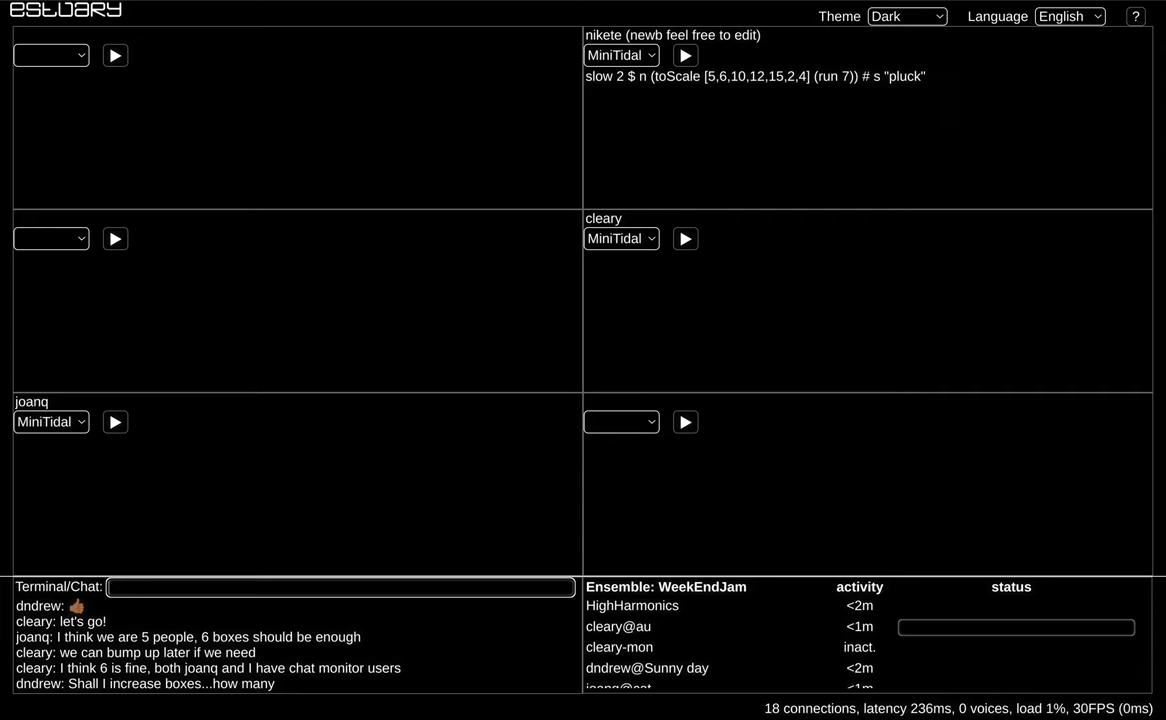 estuary
Theme Dark Language English ?
nikete (newb feel free to edit)
MiniTidal
slow 2 $ n (toScale [5,6,10,12,15,2,4] (run 7)) # s "pluck"
cleary
MiniTidal
joanq
MiniTidal
Terminal/Chat:
dndrew: 👍🏾
cleary: let's go!
joanq: I think we are 5 people, 6 boxes should be enough
cleary: we can bump up later if we need
cleary: I think 6 is fine, both joanq and I have chat monitor users
dndrew: Shall I increase boxes...how many
Ensemble: WeekEndJam activity status
HighHarmonics <2m
cleary@au <1m
cleary-mon inact.
dndrew@Sunny day <2m
joanq@cat <1m
18 connections, latency 236ms, 0 voices, load 1%, 30FPS (0ms)